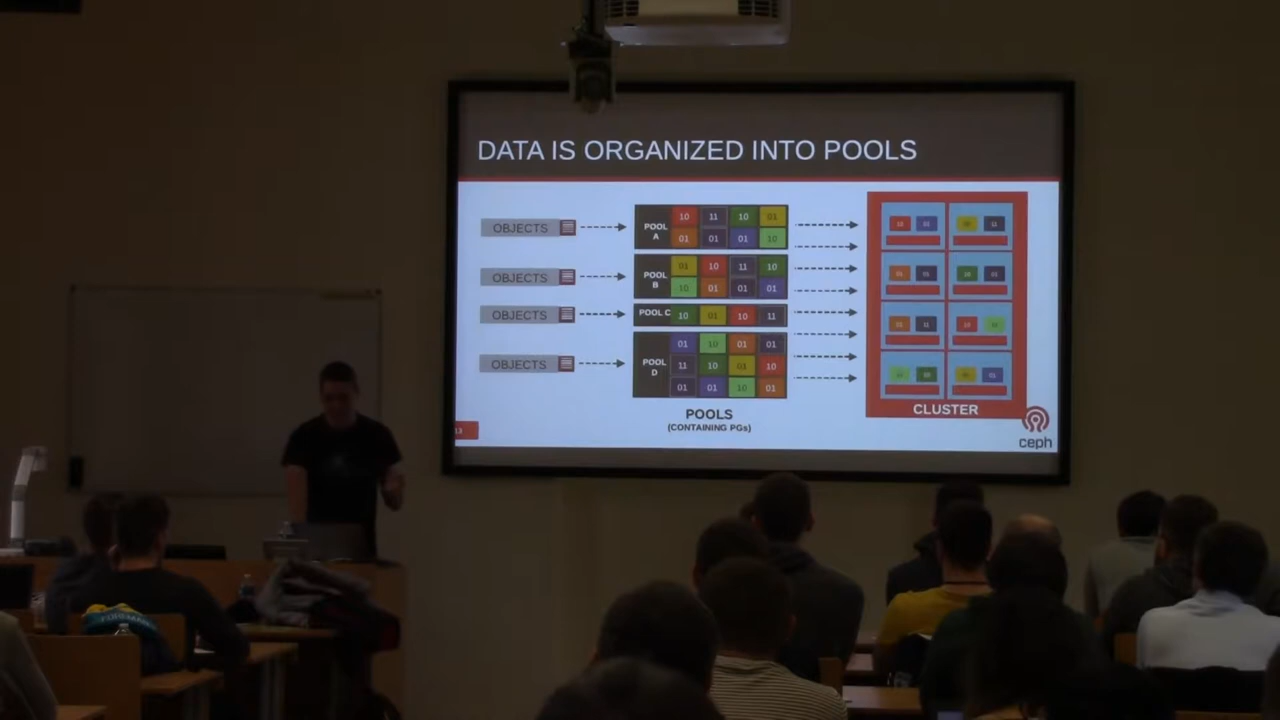 DATA IS ORGANIZED INTO POOLS
OBJECTS
OBJECTS
OBJECTS
OBJECTS
POOL
A
10 11 10 01
01 01 01 10
POOL
B
01 10 11 10
10 01 01 01
POOL C
10 01 10 11
POOL
D
01 10 01 01
11 10 01 10
01 01 10 01
POOLS
(CONTAINING PGs)
CLUSTER
ceph
13